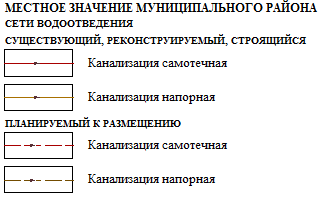 МЕСТНОЕ ЗНАЧЕНИЕ МУНИЦИПАЛЬНОГО РАЙОНА
СЕТИ ВОДООТВЕДЕНИЯ
СУЩЕСТВУЮЩИЙ, РЕКОНСТРУИРУЕМЫЙ, СТРОЯЩИЙСЯ
Канализация самотечная
Канализация напорная
ПЛАНИРУЕМЫЙ К РАЗМЕЩЕНИЮ
Канализация самотечная
Канализация напорная